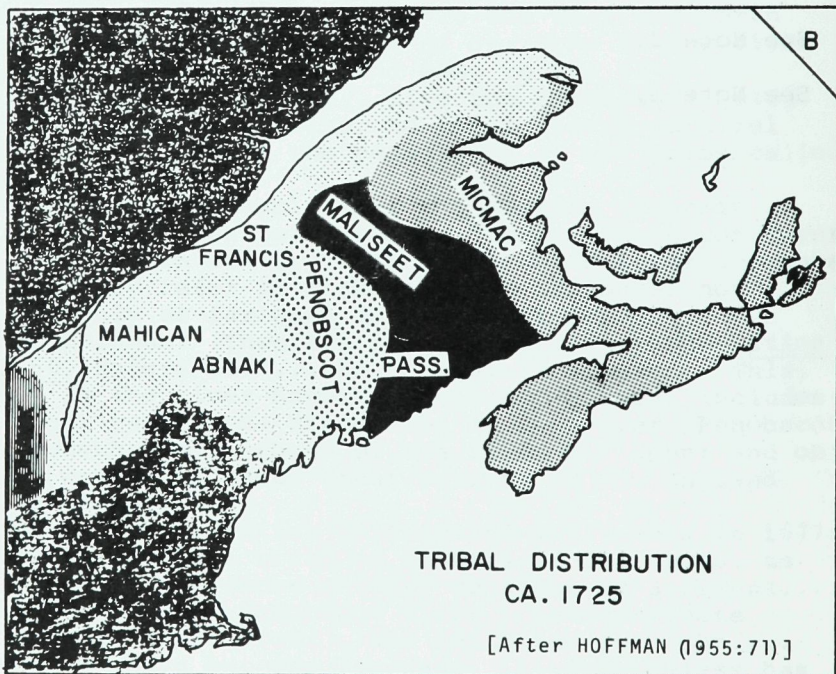 B
MICMAC
MALISEET
ST
FRANCIS
PENOBSCOT
MAHICAN
ABNAKI
PASS.
TRIBAL DISTRIBUTION
CA. 1725
[After HOFFMAN (1955:71)]